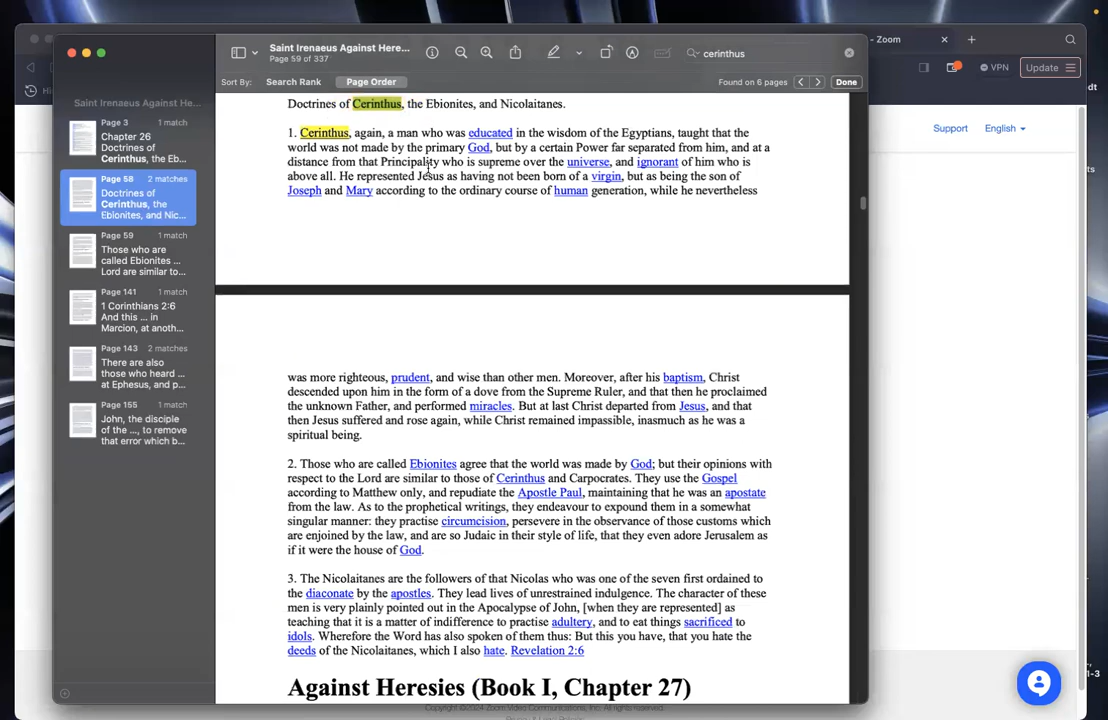 - Zoom
Saint Irenaeus Against Here...
Page 59 of 337
cerinthus
VPN
Update
Sort By:
Search Rank
Page Order
Found on 6 pages
Done
Hi
dt
Support
English
Saint Irenaeus Against He...
Page 3
1 match
Chapter 26
Doctrines of
Cerinthus, the Eb...
Page 58
2 matches
Doctrines of
Cerinthus, the
Ebionites, and Nic...
Page 59
1 match
Those who are
called Ebionites ...
Lord are similar to...
Page 141
1 match
1 Corinthians 2:6
And this ... in
Marcion, at anoth...
Page 143
2 matches
There are also
those who heard ...
at Ephesus, and p...
Page 155
1 match
John, the disciple
of the ..., to remove
that error which b...
Doctrines of Cerinthus, the Ebionites, and Nicolaitanes.
1. Cerinthus, again, a man who was educated in the wisdom of the Egyptians, taught that the
world was not made by the primary God, but by a certain Power far separated from him, and at a
distance from that Principality who is supreme over the universe, and ignorant of him who is
above all. He represented Jesus as having not been born of a virgin, but as being the son of
Joseph and Mary according to the ordinary course of human generation, while he nevertheless
was more righteous, prudent, and wise than other men. Moreover, after his baptism, Christ
descended upon him in the form of a dove from the Supreme Ruler, and that then he proclaimed
the unknown Father, and performed miracles. But at last Christ departed from Jesus, and that
then Jesus suffered and rose again, while Christ remained impassible, inasmuch as he was a
spiritual being.
2. Those who are called Ebionites agree that the world was made by God; but their opinions with
respect to the Lord are similar to those of Cerinthus and Carpocrates. They use the Gospel
according to Matthew only, and repudiate the Apostle Paul, maintaining that he was an apostate
from the law. As to the prophetical writings, they endeavour to expound them in a somewhat
singular manner: they practise circumcision, persevere in the observance of those customs which
are enjoined by the law, and are so Judaic in their style of life, that they even adore Jerusalem as
if it were the house of God.
3. The Nicolaitanes are the followers of that Nicolas who was one of the seven first ordained to
the diaconate by the apostles. They lead lives of unrestrained indulgence. The character of these
men is very plainly pointed out in the Apocalypse of John, [when they are represented] as
teaching that it is a matter of indifference to practise adultery, and to eat things sacrificed to
idols. Wherefore the Word has also spoken of them thus: But this you have, that you hate the
deeds of the Nicolaitanes, which I also hate. Revelation 2:6
Against Heresies (Book I, Chapter 27)
Copyright ©2024 Zoom Video Communications, Inc. All rights reserved.